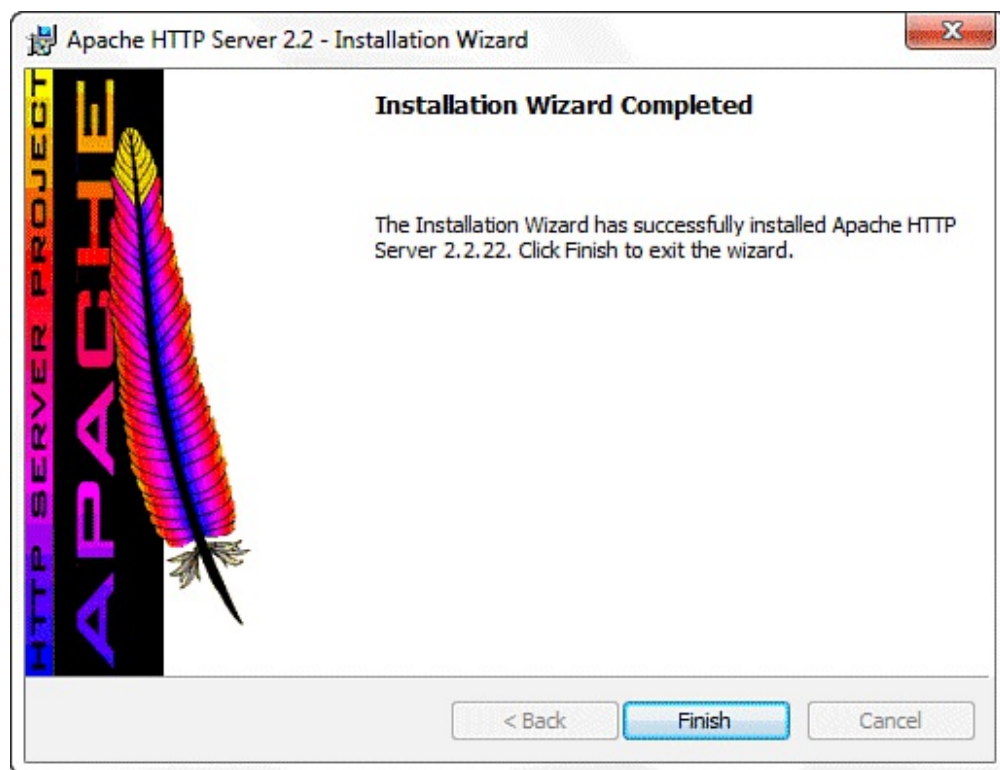 Apache HTTP Server 2.2 - Installation Wizard
HTTP SERVER PROJECT
APACHE
Installation Wizard Completed
The Installation Wizard has successfully installed Apache HTTP
Server 2.2.22. Click Finish to exit the wizard.
< Back
Finish
Cancel